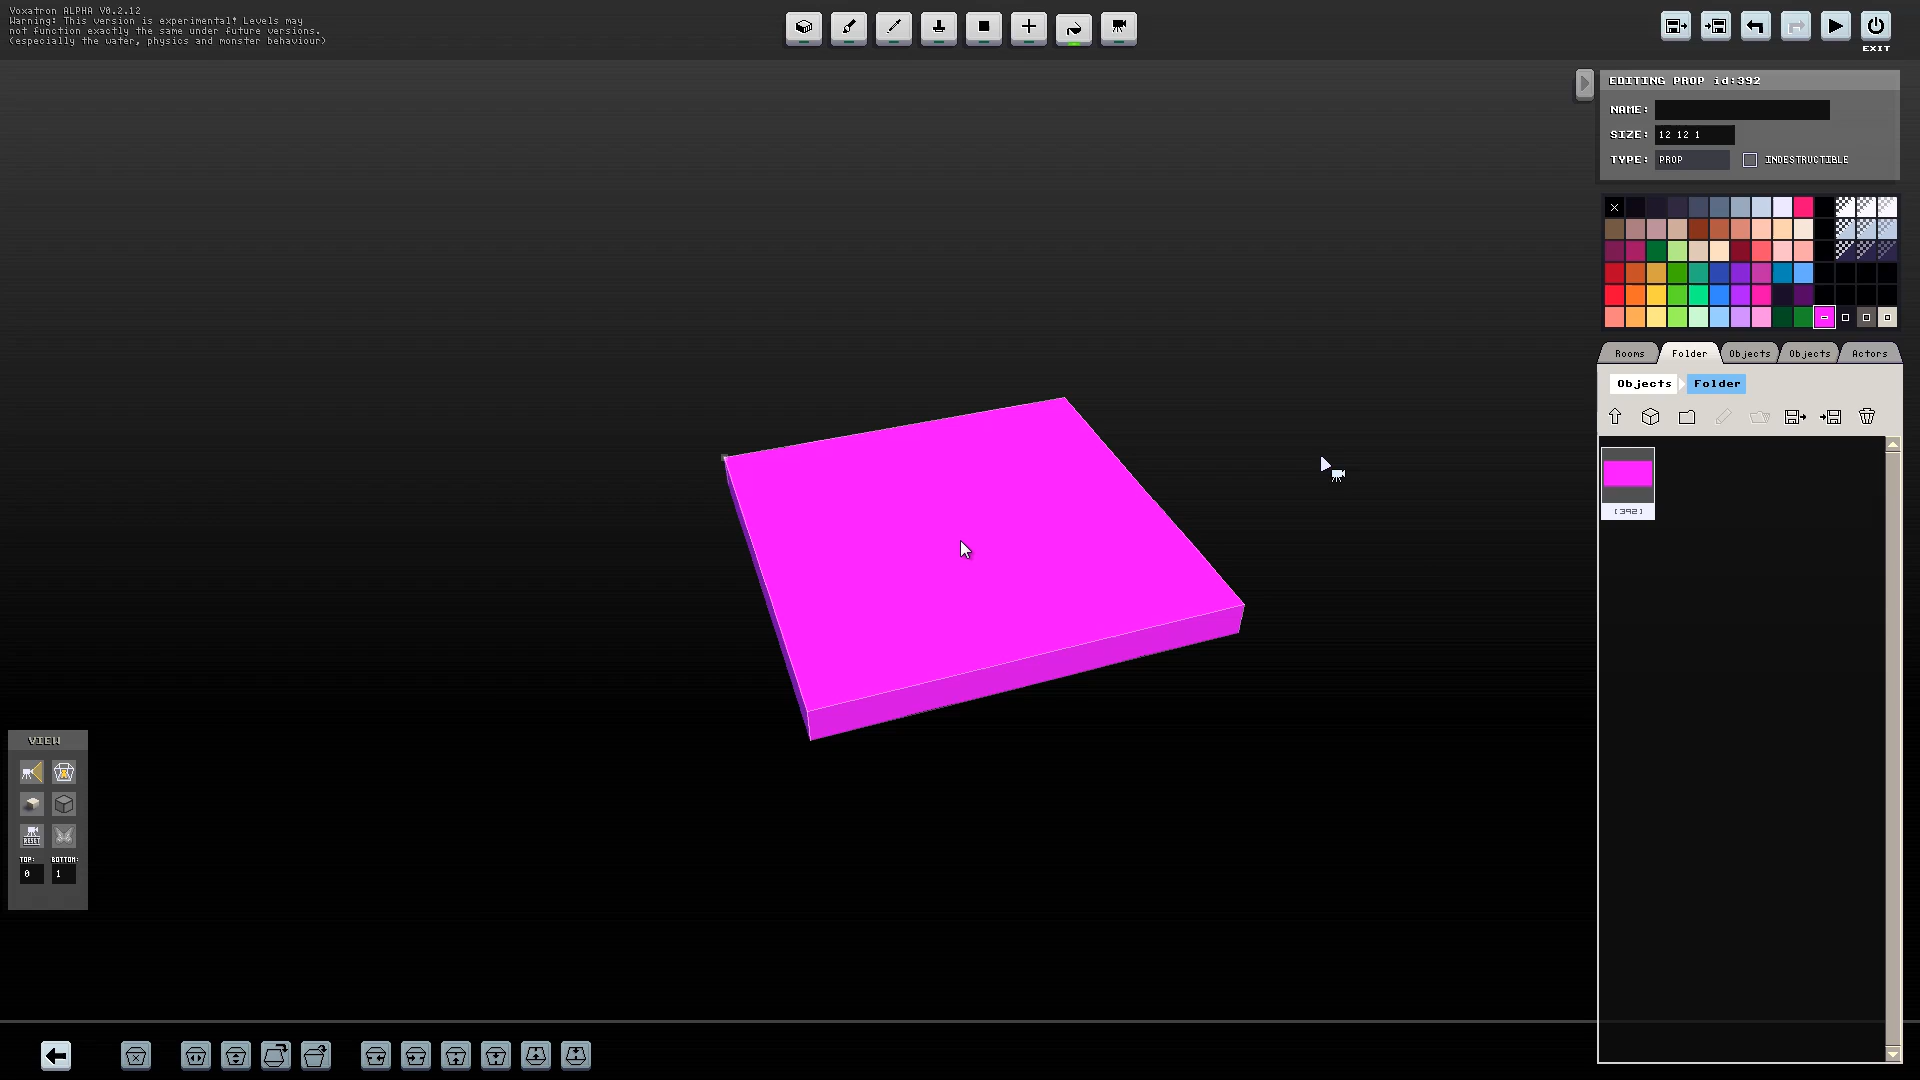 Voxatron ALPHA V0.2.12
Warning: This version is experimental! Levels may
not function exactly the same under future versions.
(especially the water, physics and monster behaviour)
EXIT
EDITING PROP id:392
NAME:
SIZE: 12 12 1
TYPE: PROP INDESTRUCTIBLE
Rooms Folder Objects Objects Actors
Objects Folder
(392)
VIEW
RESET
TOP: BOTTOM:
0 1